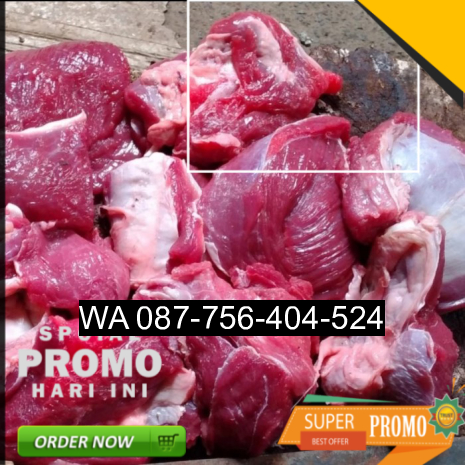 WA 087-756-404-524
PROMO
HARI INI
ORDER NOW
SUPER
BEST OFFER
PROMO